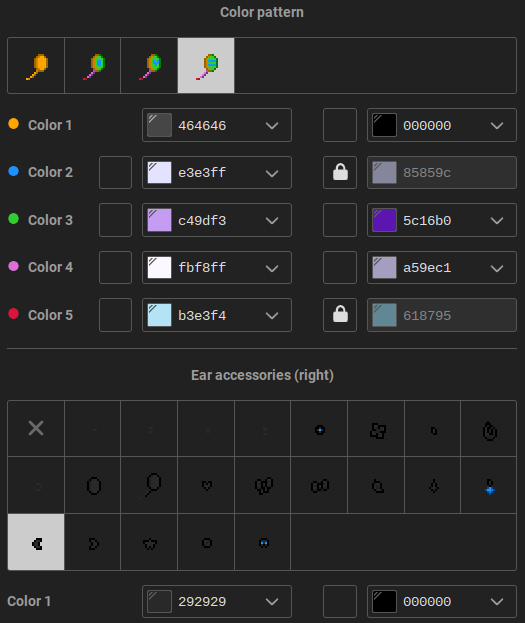 Color pattern
Color 1 464646 000000
Color 2 e3e3ff 85859c
Color 3 c49df3 5c16b0
Color 4 fbf8ff a59ec1
Color 5 b3e3f4 618795
Ear accessories (right)
Color 1 292929 000000